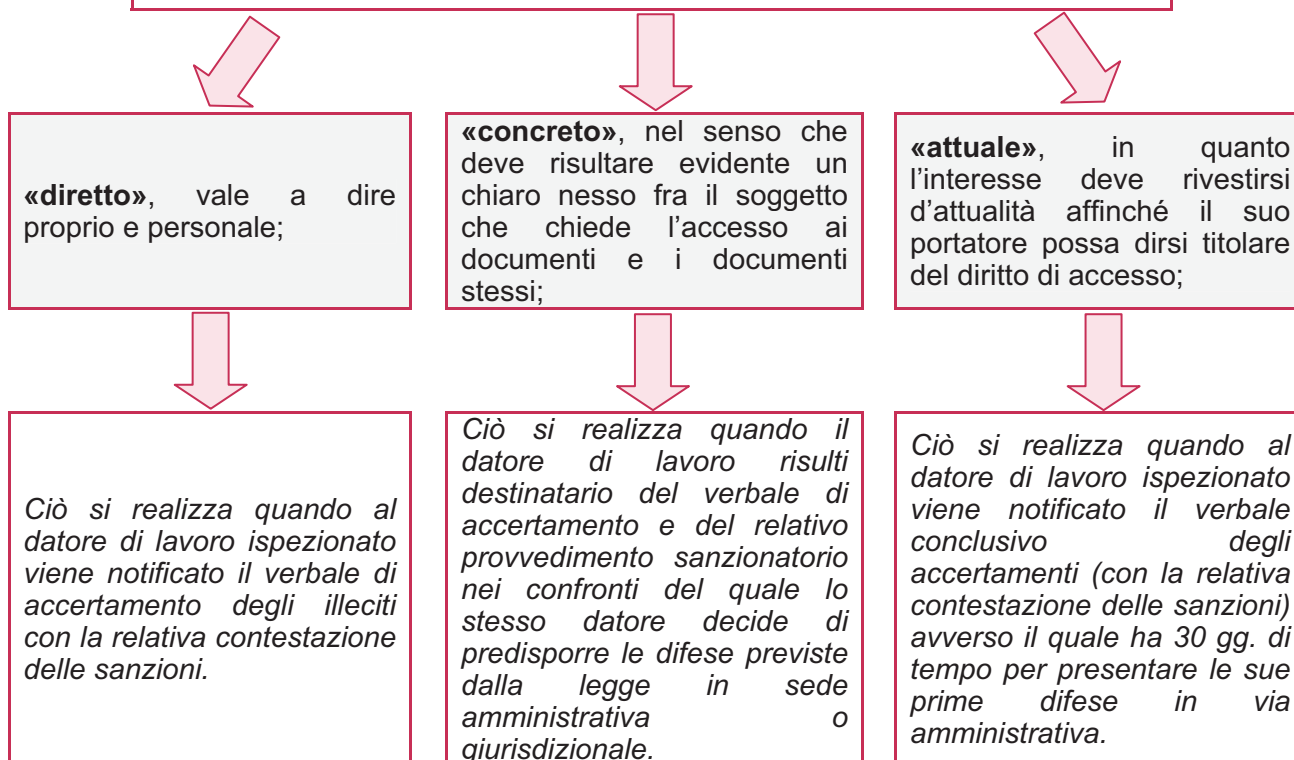 «diretto», vale a dire
proprio e personale;
«concreto», nel senso che
deve risultare evidente un
chiaro nesso fra il soggetto
che chiede l'accesso ai
documenti e i documenti
stessi;
«attuale», in quanto
l'interesse deve rivestirsi
d'attualità affinché il suo
portatore possa dirsi titolare
del diritto di accesso;
Ciò si realizza quando al
datore di lavoro ispezionato
viene notificato il verbale di
accertamento degli illeciti
con la relativa contestazione
delle sanzioni.
Ciò si realizza quando il
datore di lavoro risulti
destinatario del verbale di
accertamento e del relativo
provvedimento sanzionatorio
nei confronti del quale lo
stesso datore decide di
predisporre le difese previste
dalla legge in sede
amministrativa o
giurisdizionale.
Ciò si realizza quando al
datore di lavoro ispezionato
viene notificato il verbale
conclusivo degli
accertamenti (con la relativa
contestazione delle sanzioni)
avverso il quale ha 30 gg. di
tempo per presentare le sue
prime difese in via
amministrativa.